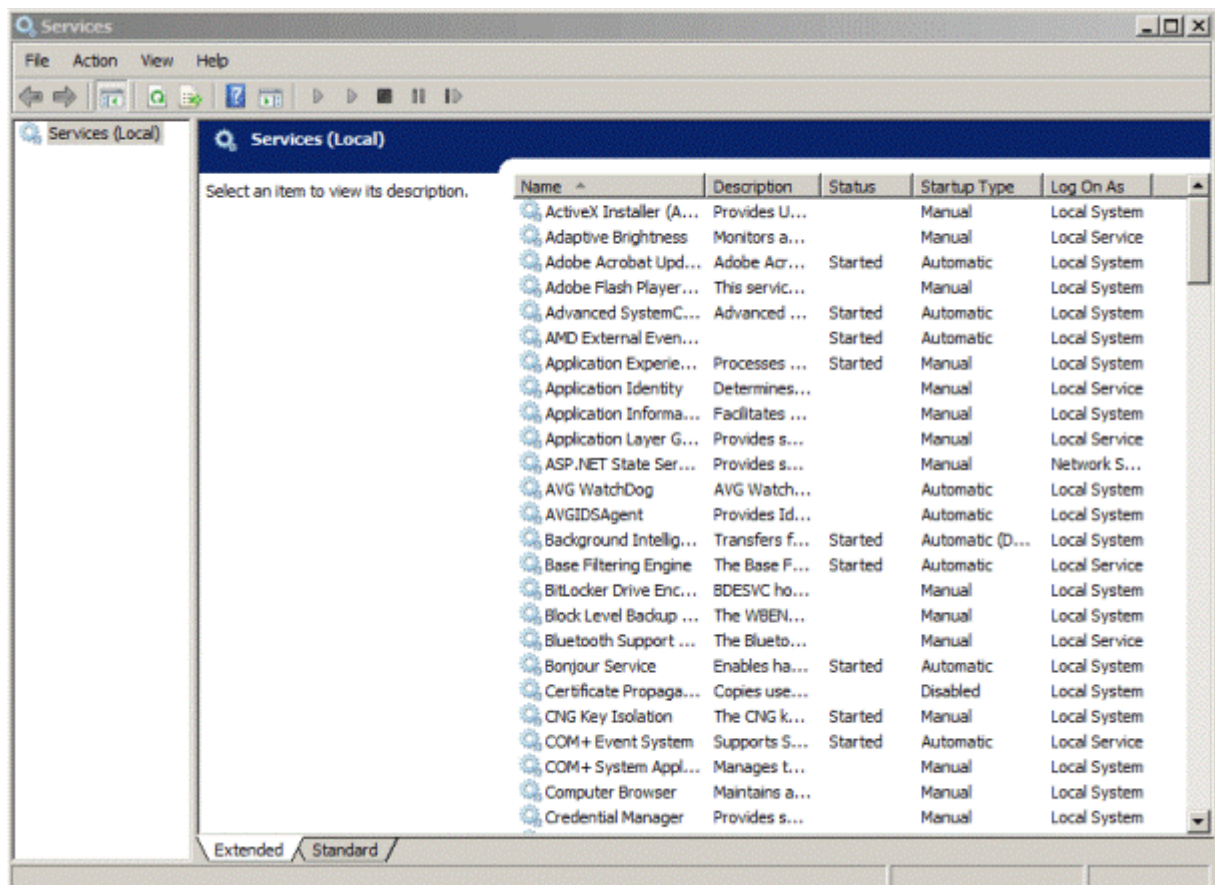 Services
File Action View Help
Services (Local)
Services (Local)
Select an item to view its description.
Name Description Status Startup Type Log On As
ActiveX Installer (A... Provides U... Manual Local System
Adaptive Brightness Monitors a... Manual Local Service
Adobe Acrobat Upd... Adobe Acr... Started Automatic Local System
Adobe Flash Player... This servic... Manual Local System
Advanced SystemC... Advanced ... Started Automatic Local System
AMD External Even... Started Automatic Local System
Application Experie... Processes ... Started Manual Local System
Application Identity Determines... Manual Local Service
Application Informa... Facilitates ... Manual Local System
Application Layer G... Provides s... Manual Local Service
ASP.NET State Ser... Provides s... Manual Network S...
AVG WatchDog AVG Watch... Automatic Local System
AVGIDSAgent Provides Id... Automatic Local System
Background Intellig... Transfers f... Started Automatic (D... Local System
Base Filtering Engine The Base F... Started Automatic Local Service
BitLocker Drive Enc... BDESVC ho... Manual Local System
Block Level Backup ... The WBEN... Manual Local System
Bluetooth Support ... The Blueto... Manual Local Service
Bonjour Service Enables ha... Started Automatic Local System
Certificate Propaga... Copies use... Disabled Local System
CNG Key Isolation The CNG k... Started Manual Local System
COM+ Event System Supports S... Started Automatic Local Service
COM+ System Appl... Manages t... Manual Local System
Computer Browser Maintains a... Manual Local System
Credential Manager Provides s... Manual Local System
Extended Standard